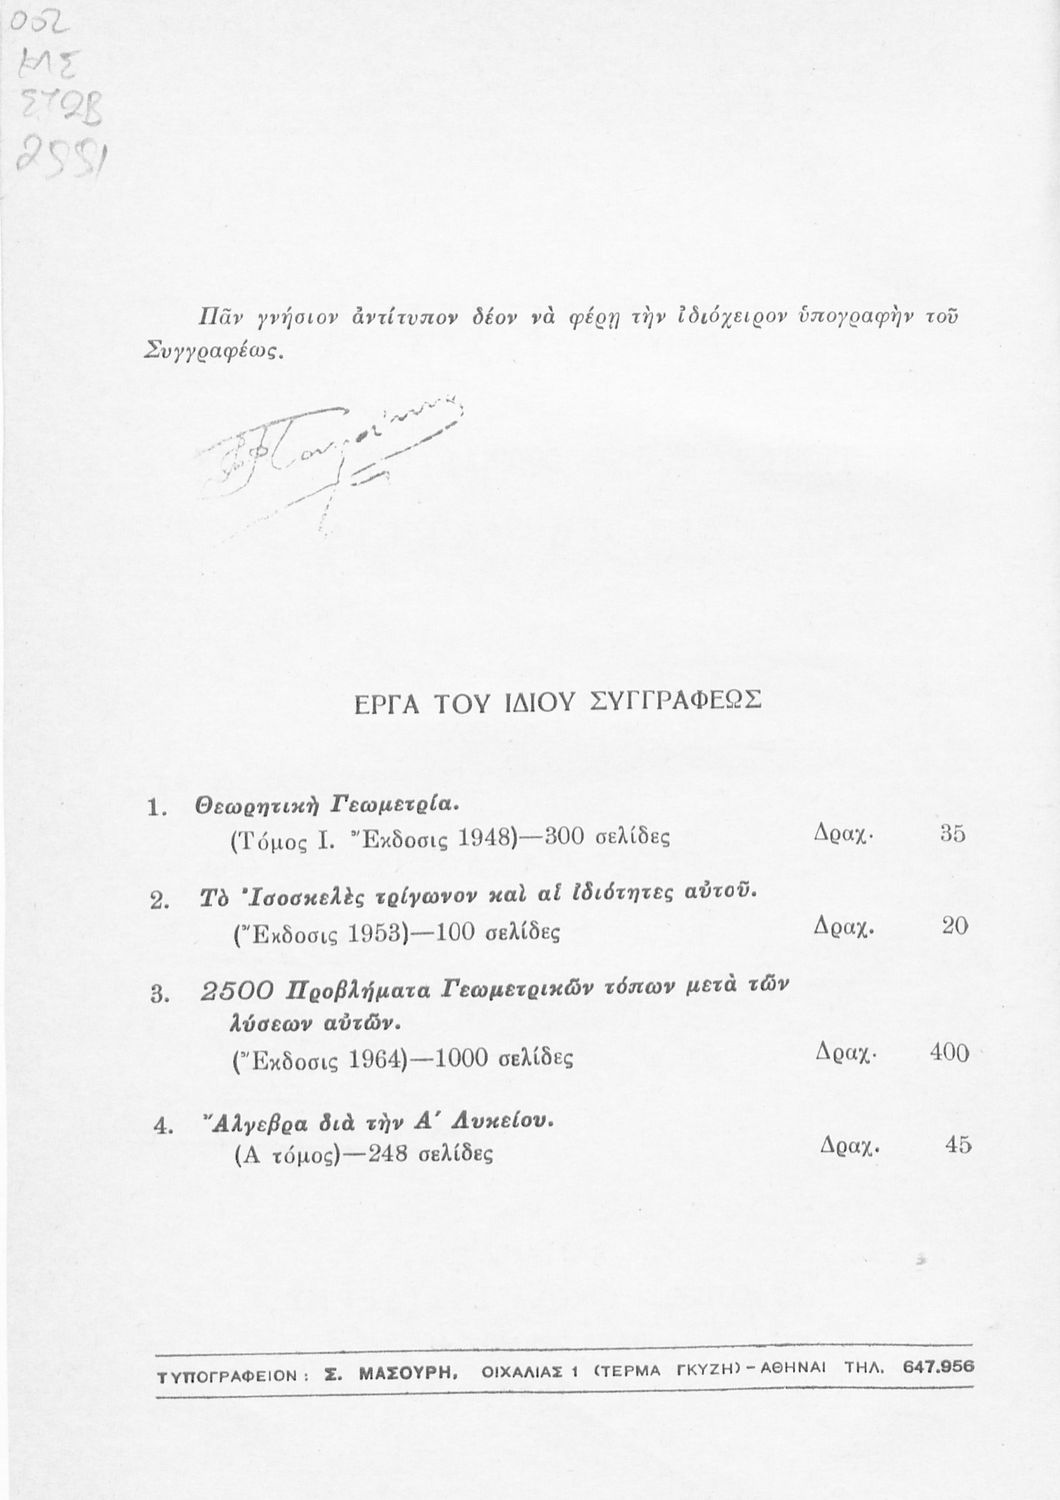 002
ΚΛΣ
ΣΤ2Β
2551
Πᾶν γνήσιον ἀντίτυπον δέον νὰ φέρῃ τὴν ἰδιόχειρον ὑπογραφὴν τοῦ
Συγγραφέως.
ΕΡΓΑ ΤΟΥ ΙΔΙΟΥ ΣΥΓΓΡΑΦΕΩΣ
1. Θεωρητικὴ Γεωμετρία.
(Τόμος Ι. Ἔκδοσις 1948)—300 σελίδες Δραχ. 35
2. Τὸ Ἰσοσκελὲς τρίγωνον καὶ αἱ ἰδιότητες αὐτοῦ.
(Ἔκδοσις 1953)—100 σελίδες Δραχ. 20
3. 2500 Προβλήματα Γεωμετρικῶν τόπων μετὰ τῶν
λύσεων αὐτῶν.
(Ἔκδοσις 1964)—1000 σελίδες Δραχ. 400
4. Ἄλγεβρα διὰ τὴν Α′ Λυκείου.
(Α τόμος)—248 σελίδες Δραχ. 45
ΤΥΠΟΓΡΑΦΕΙΟΝ : Σ. ΜΑΣΟΥΡΗ, ΟΙΧΑΛΙΑΣ 1 (ΤΕΡΜΑ ΓΚΥΖΗ) – ΑΘΗΝΑΙ ΤΗΛ. 647.956